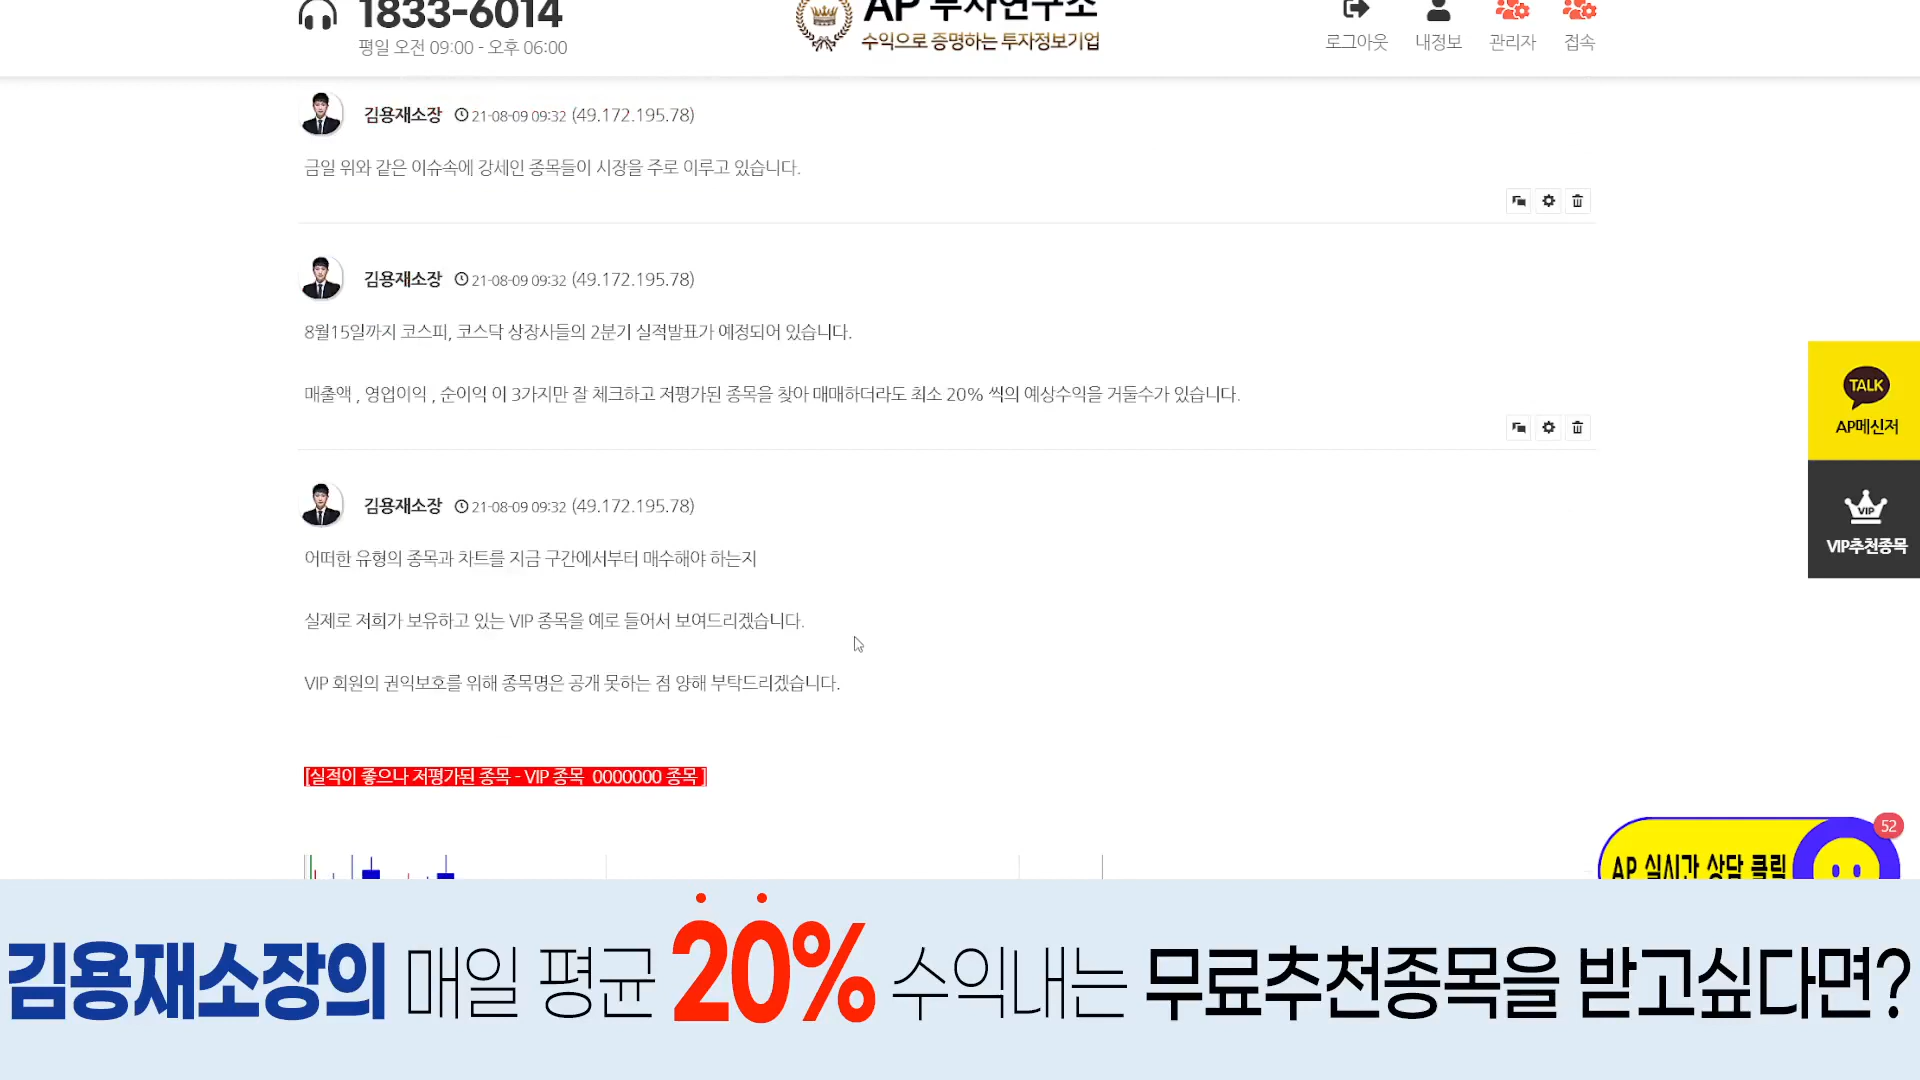 1833-6014
평일 오전 09:00 - 오후 06:00
AP 투자연구소
수익으로 증명하는 투자정보기업
로그아웃 내정보 관리자 접속
김용재소장 21-08-09 09:32 (49.172.195.78)
금일 위와 같은 이슈속에 강세인 종목들이 시장을 주로 이루고 있습니다.
김용재소장 21-08-09 09:32 (49.172.195.78)
8월15일까지 코스피, 코스닥 상장사들의 2분기 실적발표가 예정되어 있습니다.
매출액 , 영업이익 , 순이익 이 3가지만 잘 체크하고 저평가된 종목을 찾아 매매하더라도 최소 20% 씩의 예상수익을 거둘수가 있습니다.
김용재소장 21-08-09 09:32 (49.172.195.78)
어떠한 유형의 종목과 차트를 지금 구간에서부터 매수해야 하는지
실제로 저희가 보유하고 있는 VIP 종목을 예로 들어서 보여드리겠습니다.
VIP 회원의 권익보호를 위해 종목명은 공개 못하는 점 양해 부탁드리겠습니다.
[실적이 좋으나 저평가된 종목 - VIP 종목 0000000 종목 ]
TALK
AP메신저
VIP
VIP추천종목
52
AP 실시간 상담 클릭
김용재소장의 매일 평균 20% 수익내는 무료추천종목을 받고싶다면?